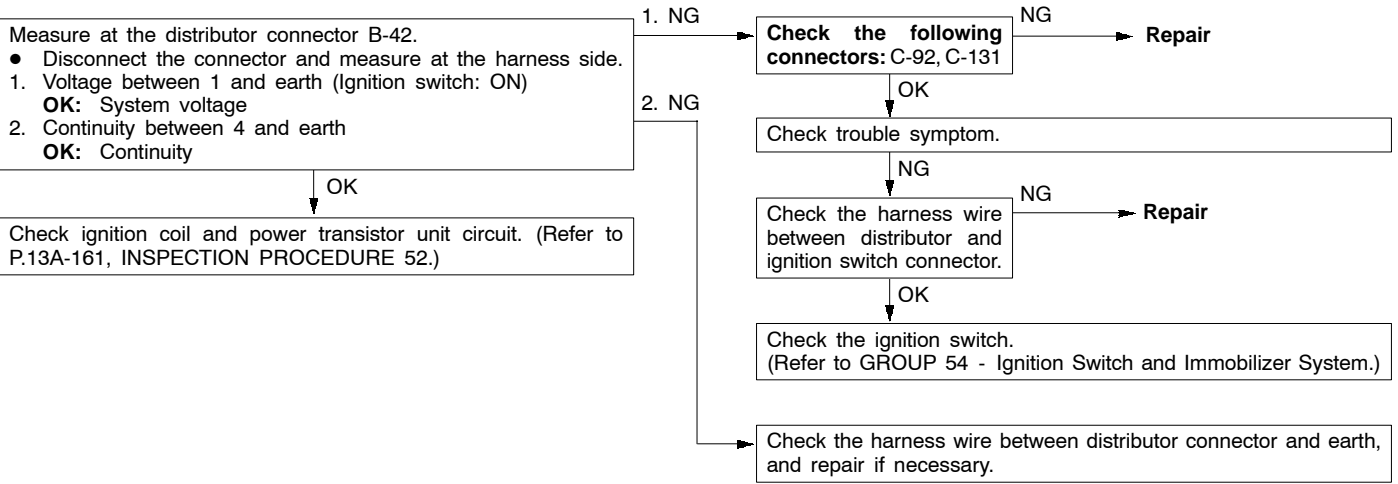 Measure at the distributor connector B-42.
● Disconnect the connector and measure at the harness side.
1. Voltage between 1 and earth (Ignition switch: ON)
OK: System voltage
2. Continuity between 4 and earth
OK: Continuity
OK
Check ignition coil and power transistor unit circuit. (Refer to
P.13A-161, INSPECTION PROCEDURE 52.)
1. NG
Check the following
connectors: C-92, C-131
NG
Repair
OK
Check trouble symptom.
NG
Check the harness wire
between distributor and
ignition switch connector.
NG
Repair
OK
Check the ignition switch.
(Refer to GROUP 54 - Ignition Switch and Immobilizer System.)
2. NG
Check the harness wire between distributor connector and earth,
and repair if necessary.